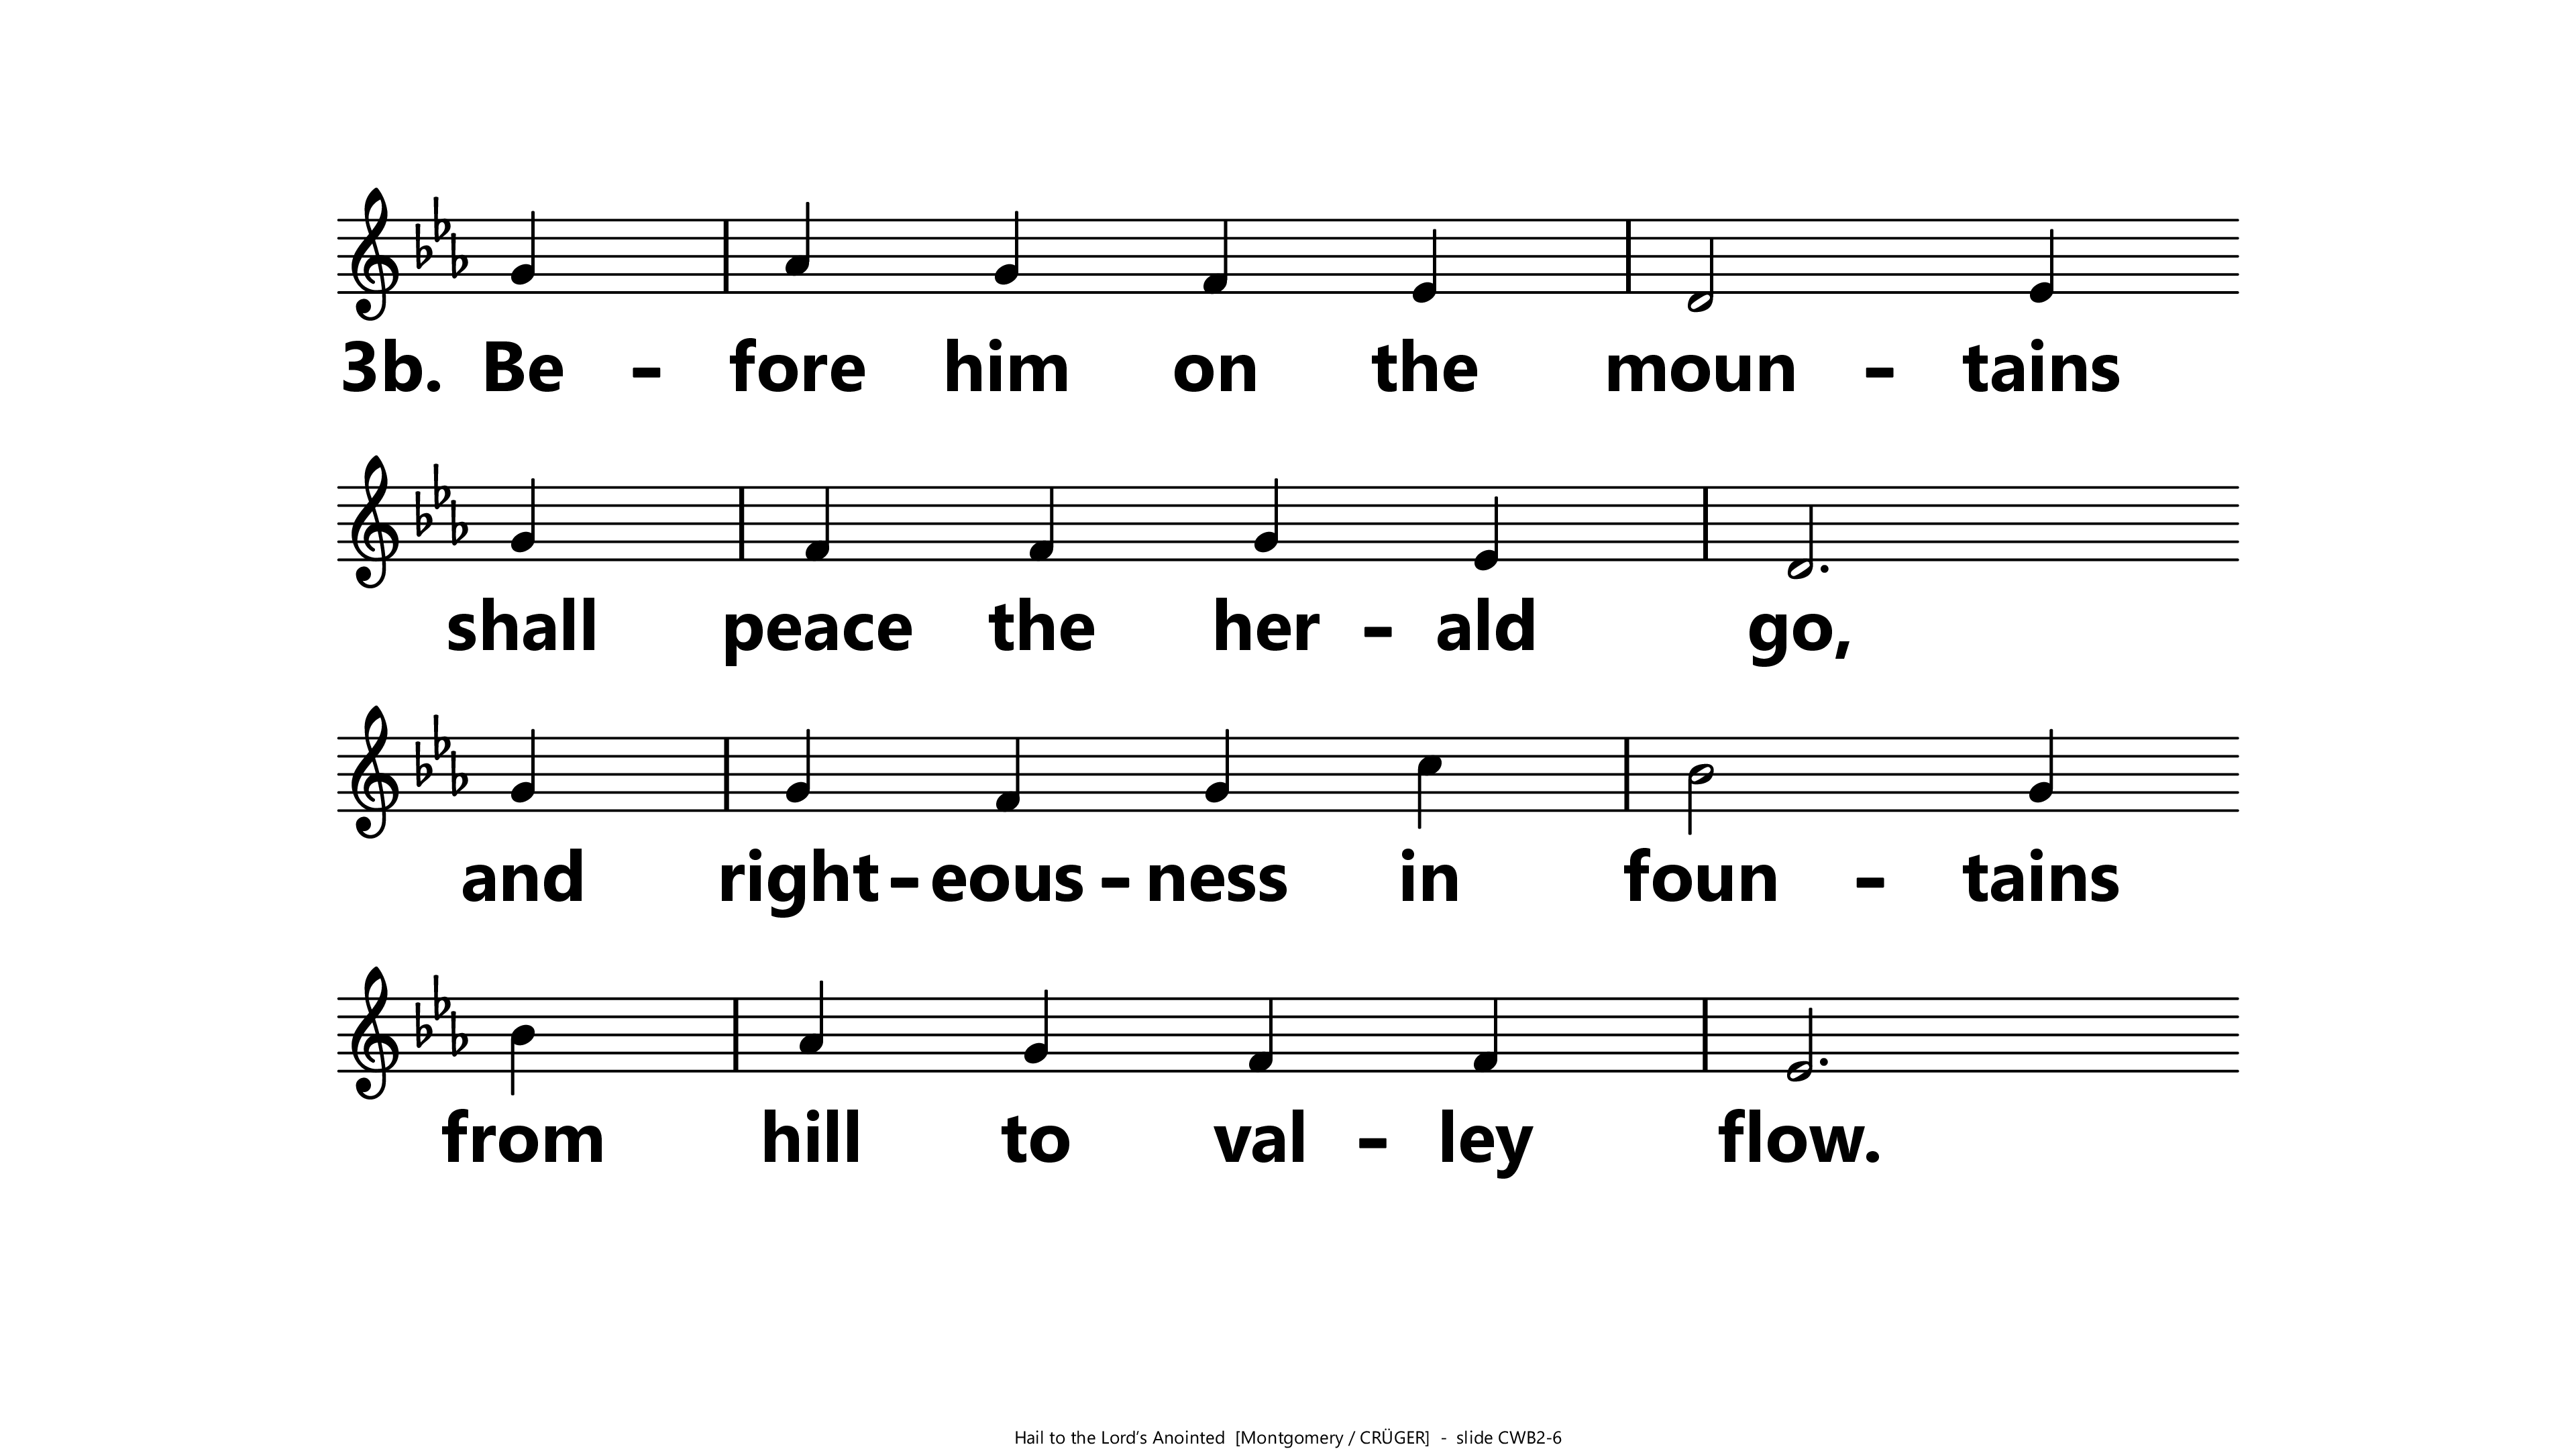 3b. Be - fore him on the moun - tains
shall peace the her - ald go,
and right - eous - ness in foun - tains
from hill to val - ley flow.
Hail to the Lord’s Anointed [Montgomery / CRÜGER] - slide CWB2-6